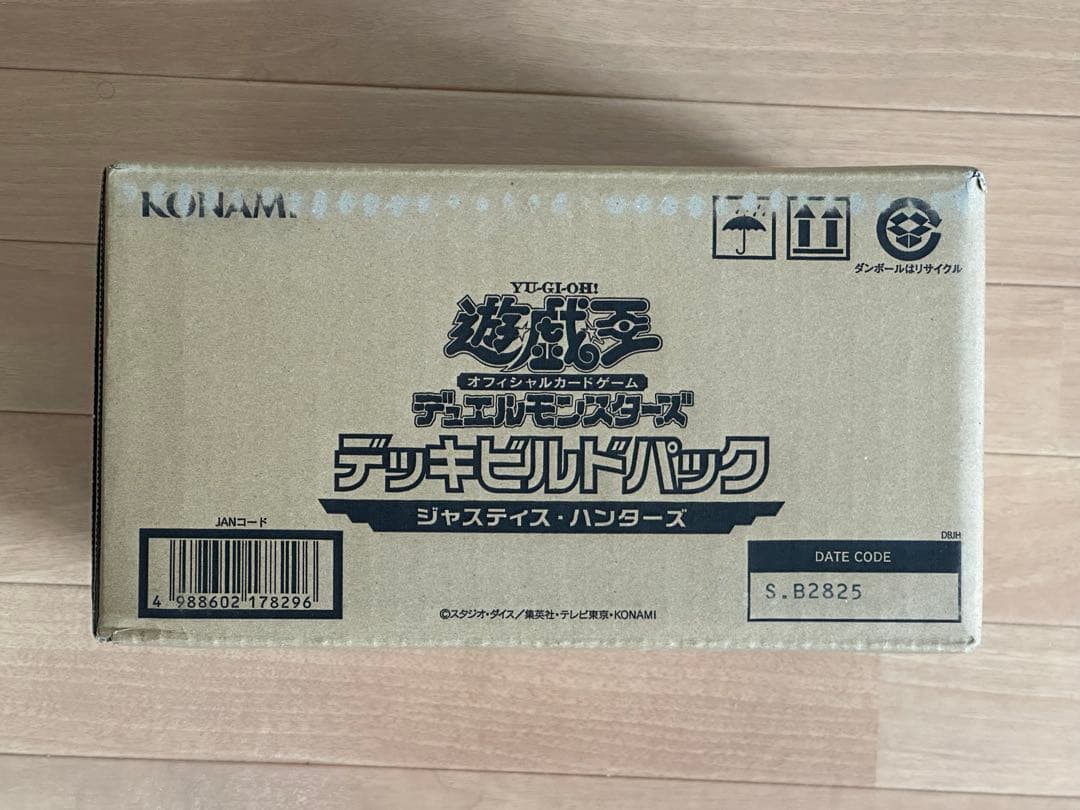 KONAMI
ダンボールはリサイクル
YU-GI-OH!
遊戯王
オフィシャルカードゲーム
デュエルモンスターズ
デッキビルドパック
ジャスティス・ハンターズ
JANコード
4 988602 178296
DBJH
DATE CODE
S.B2825
©スタジオ・ダイス／集英社・テレビ東京・KONAMI